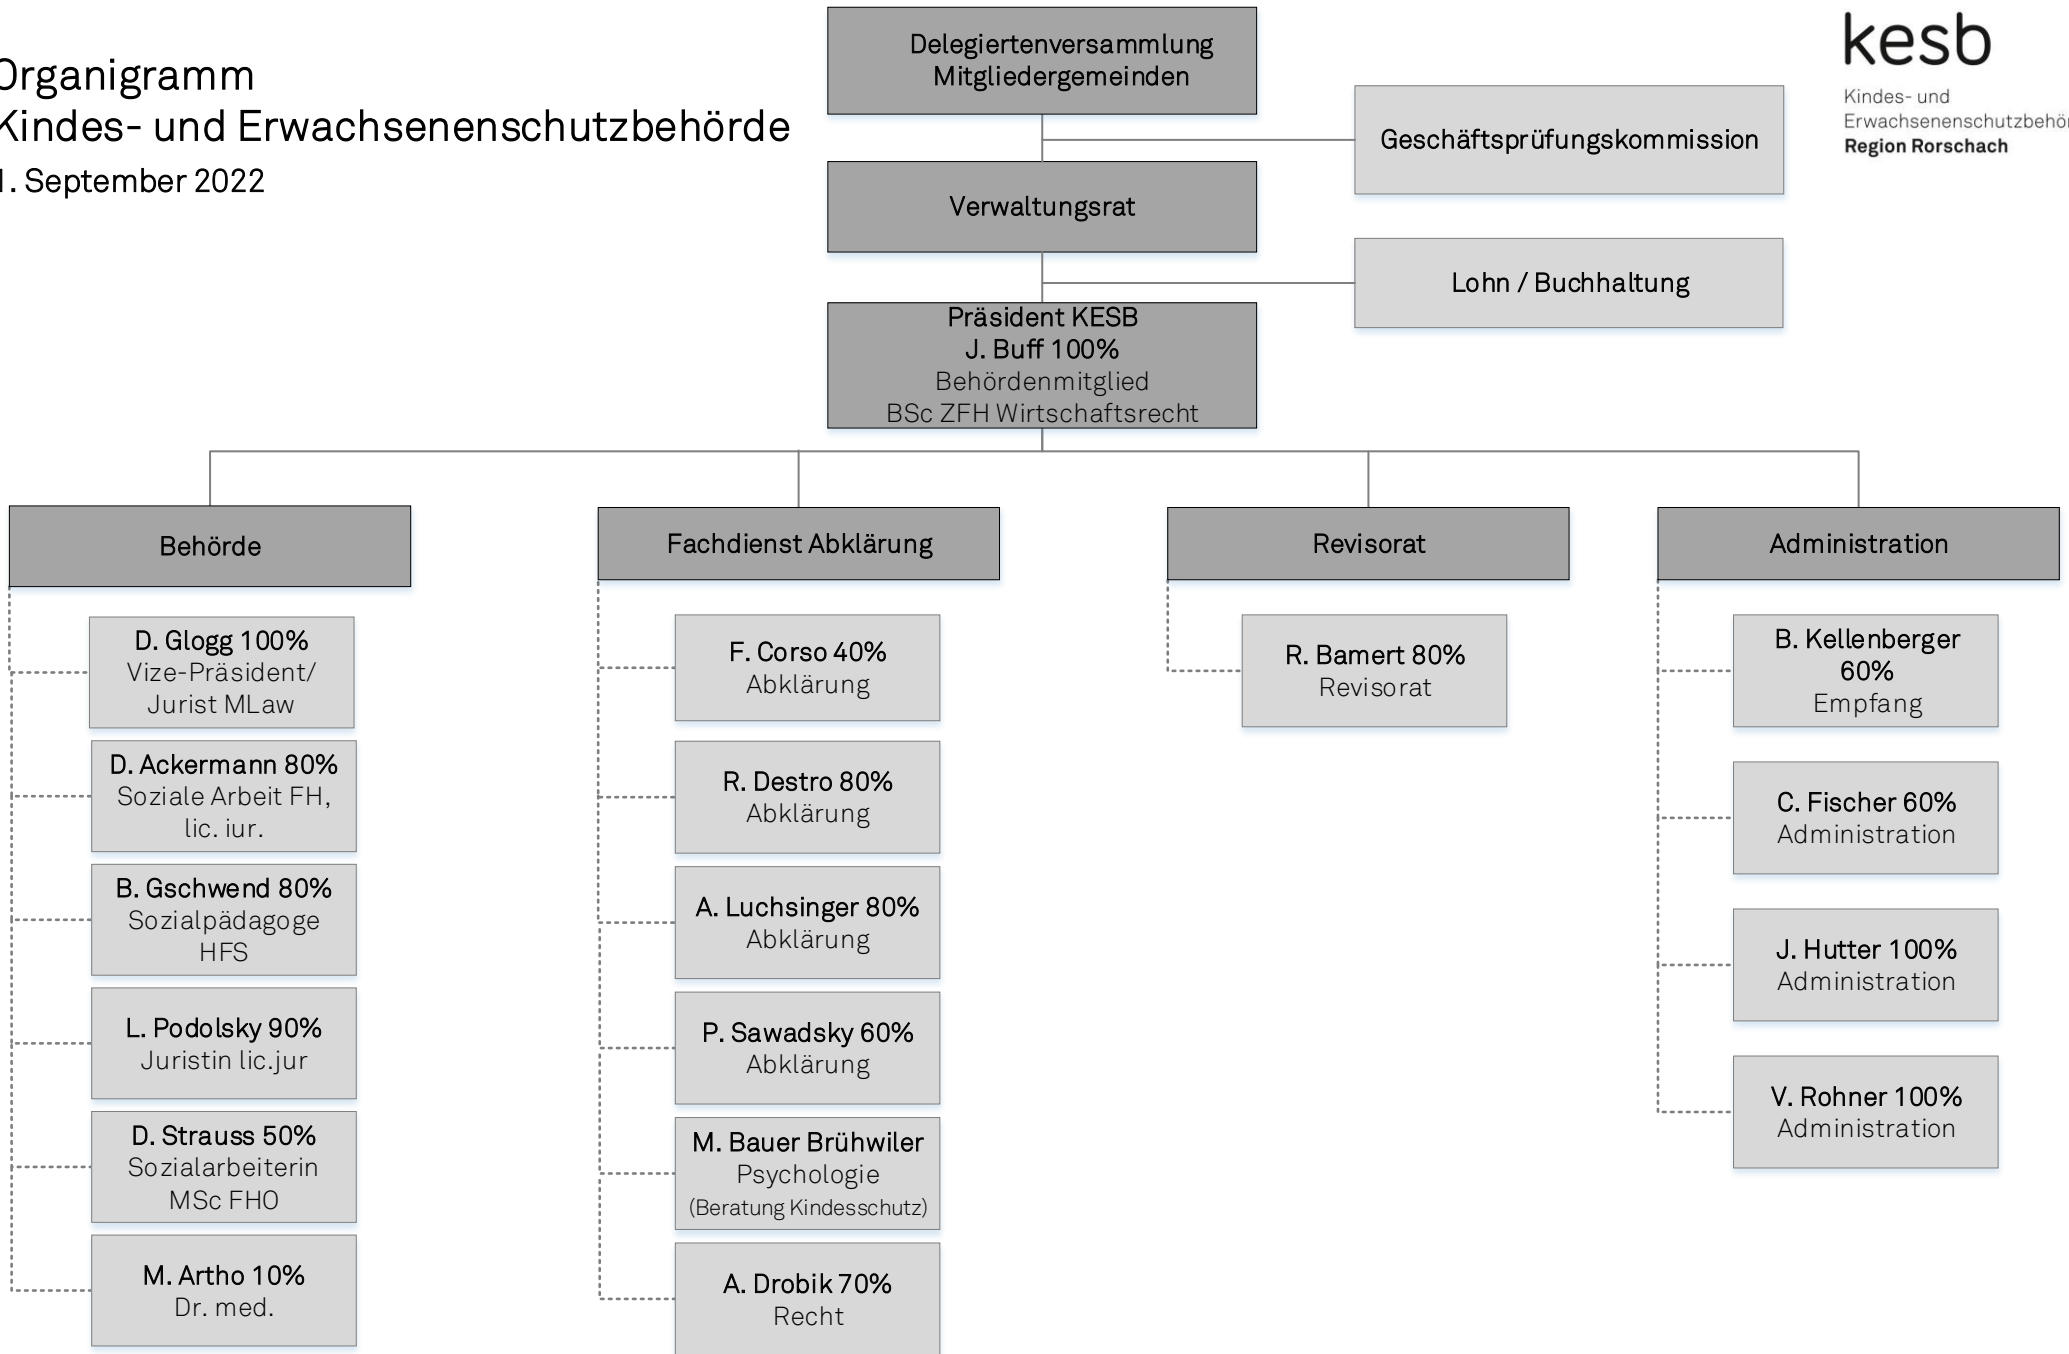 Organigramm
Kindes- und Erwachsenenschutzbehörde
1. September 2022
kesb
Kindes- und
Erwachsenenschutzbehör
Region Rorschach
Delegiertenversammlung
Mitgliedergemeinden
Geschäftsprüfungskommission
Verwaltungsrat
Lohn / Buchhaltung
Präsident KESB
J. Buff 100%
Behördenmitglied
BSc ZFH Wirtschaftsrecht
Behörde
D. Glogg 100%
Vize-Präsident/
Jurist MLaw
D. Ackermann 80%
Soziale Arbeit FH,
lic. iur.
B. Gschwend 80%
Sozialpädagoge
HFS
L. Podolsky 90%
Juristin lic.jur
D. Strauss 50%
Sozialarbeiterin
MSc FHO
M. Artho 10%
Dr. med.
Fachdienst Abklärung
F. Corso 40%
Abklärung
R. Destro 80%
Abklärung
A. Luchsinger 80%
Abklärung
P. Sawadsky 60%
Abklärung
M. Bauer Brühwiler
Psychologie
(Beratung Kindesschutz)
A. Drobik 70%
Recht
Revisorat
R. Bamert 80%
Revisorat
Administration
B. Kellenberger
60%
Empfang
C. Fischer 60%
Administration
J. Hutter 100%
Administration
V. Rohner 100%
Administration